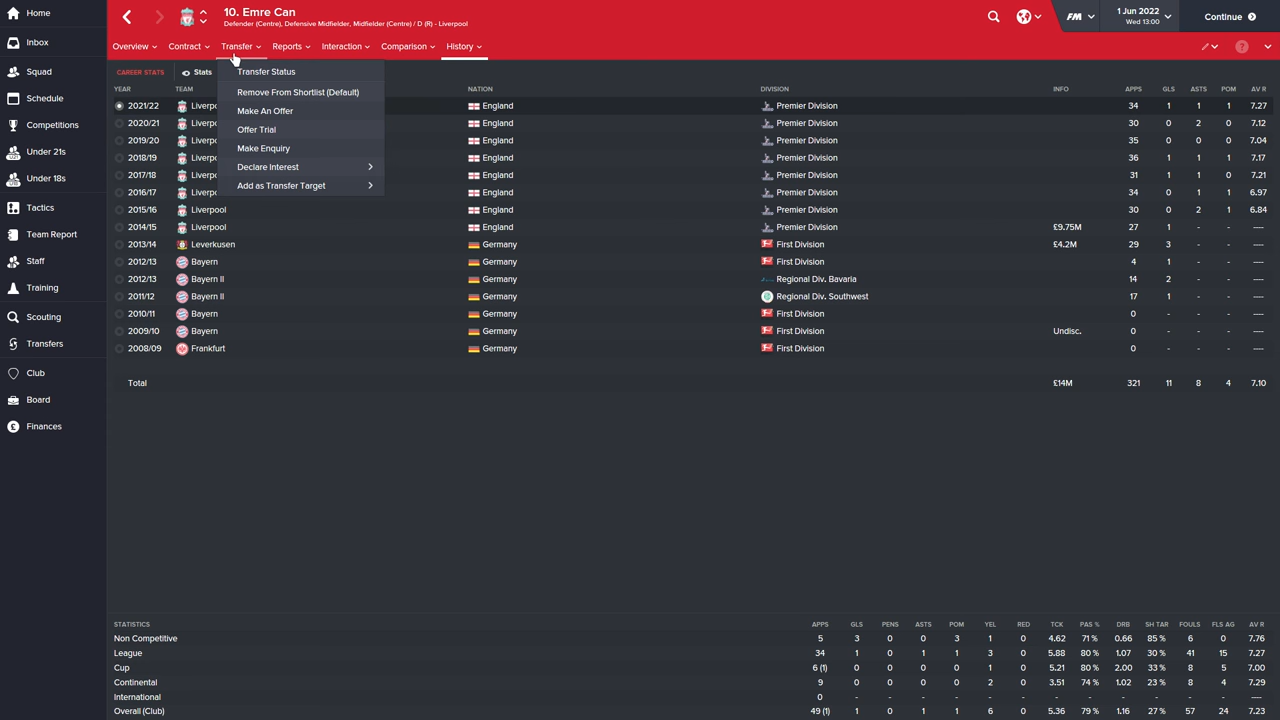 Home
Inbox
Squad
Schedule
Competitions
Under 21s
Under 18s
Tactics
Team Report
Staff
Training
Scouting
Transfers
Club
Board
Finances
10. Emre Can
Defender (Centre), Defensive Midfielder, Midfielder (Centre) / D (R) - Liverpool
FM
1 Jun 2022
Wed 13:00
Continue
Overview Contract Transfer Reports Interaction Comparison History
CAREER STATS Stats
Transfer Status
Remove From Shortlist (Default)
Make An Offer
Offer Trial
Make Enquiry
Declare Interest
Add as Transfer Target
YEAR TEAM NATION DIVISION INFO APPS GLS ASTS POM AV R
2021/22 Liverpo England Premier Division 34 1 1 1 7.27
2020/21 Liverpo England Premier Division 30 0 2 0 7.12
2019/20 Liverpo England Premier Division 35 0 0 0 7.04
2018/19 Liverpo England Premier Division 36 1 1 1 7.17
2017/18 Liverpo England Premier Division 31 1 1 0 7.21
2016/17 Liverpo England Premier Division 34 0 1 1 6.97
2015/16 Liverpool England Premier Division 30 0 2 1 6.84
2014/15 Liverpool England Premier Division £9.75M 27 1 - - ----
2013/14 Leverkusen Germany First Division £4.2M 29 3 - - ----
2012/13 Bayern Germany First Division 4 1 - - ----
2012/13 Bayern II Germany Regional Div. Bavaria 14 2 - - ----
2011/12 Bayern II Germany Regional Div. Southwest 17 1 - - ----
2010/11 Bayern Germany First Division 0 - - - ----
2009/10 Bayern Germany First Division Undisc. 0 - - - ----
2008/09 Frankfurt Germany First Division 0 - - - ----
Total £14M 321 11 8 4 7.10
STATISTICS APPS GLS PENS ASTS POM YEL RED TCK PAS % DRB SH TAR FOULS FLS AG AV R
Non Competitive 5 3 0 0 3 1 0 4.62 71 % 0.66 85 % 6 0 7.76
League 34 1 0 1 1 3 0 5.88 80 % 1.07 30 % 41 15 7.27
Cup 6 (1) 0 0 0 0 1 0 5.21 80 % 2.00 33 % 8 5 7.00
Continental 9 0 0 0 0 2 0 3.51 74 % 1.02 23 % 8 4 7.29
International 0 - - - - - - - - - - - - ----
Overall (Club) 49 (1) 1 0 1 1 6 0 5.36 79 % 1.16 27 % 57 24 7.23